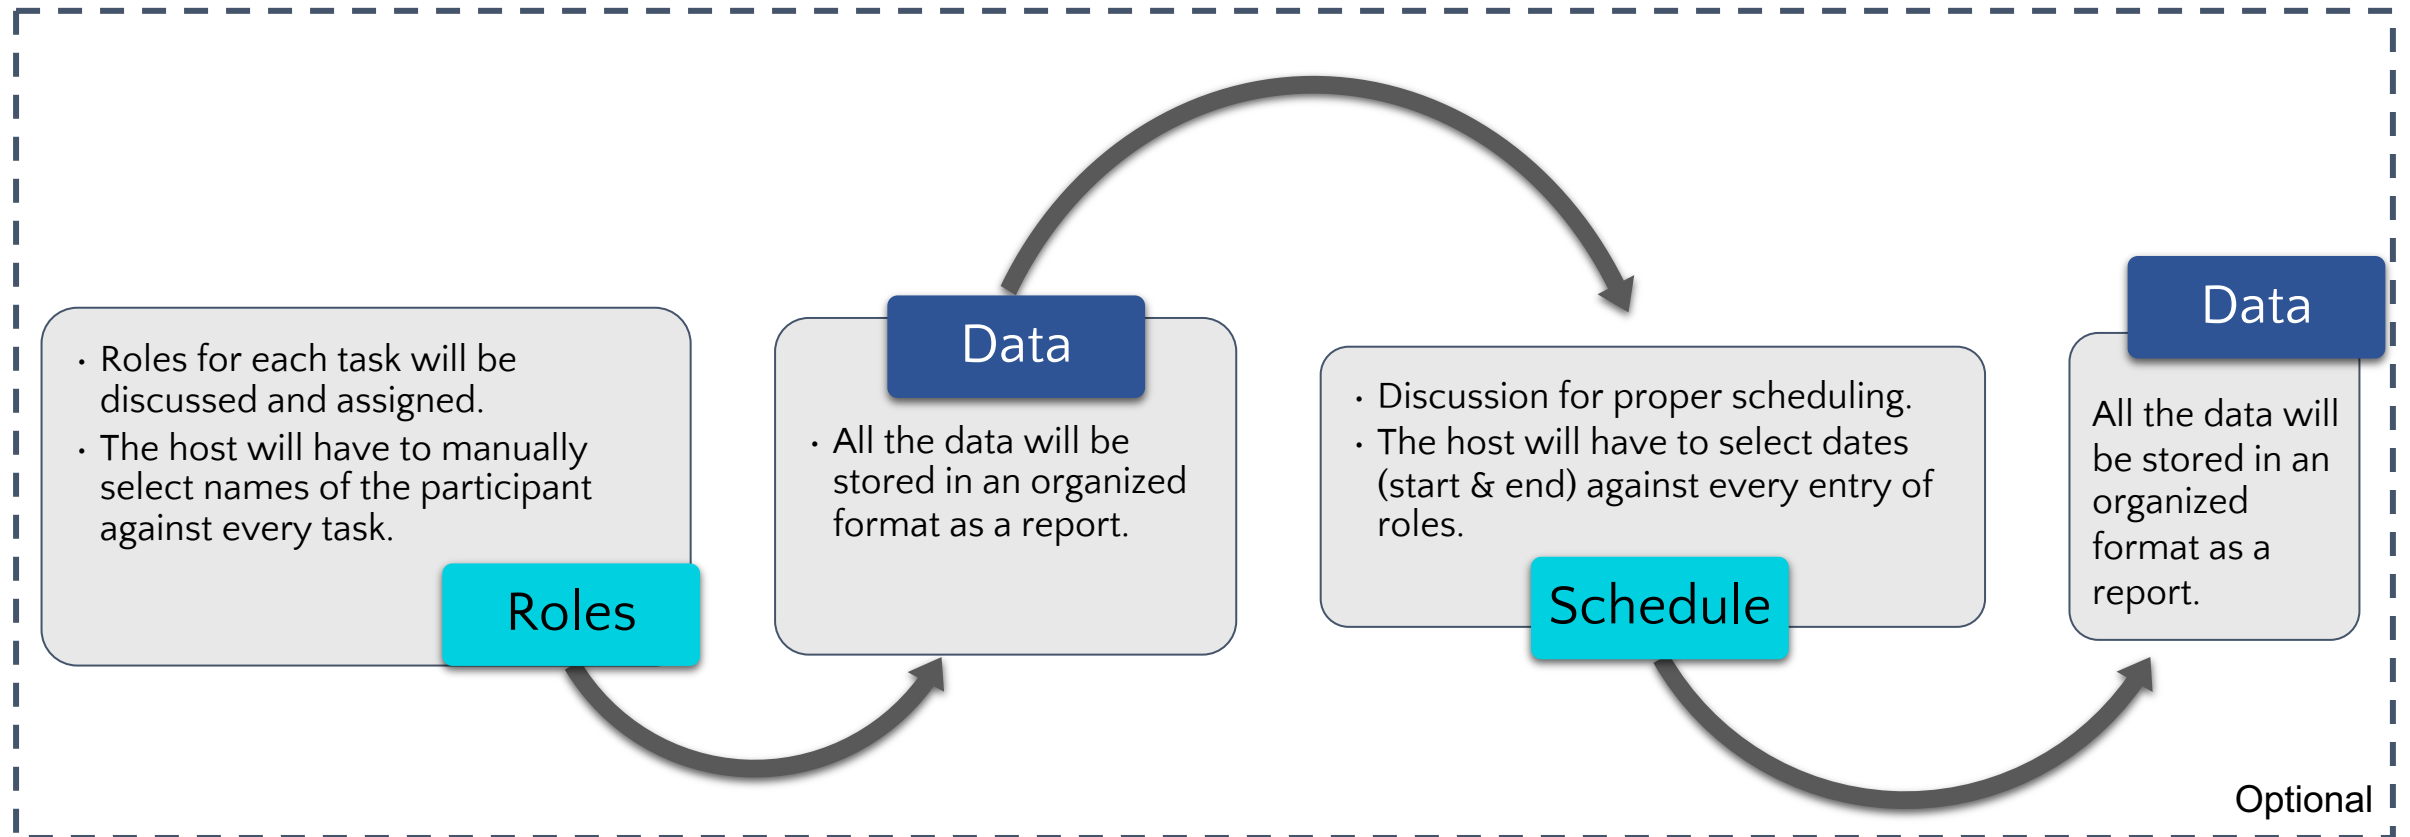 • Roles for each task will be
discussed and assigned.
• The host will have to manually
select names of the participant
against every task.
Roles
Data
• All the data will be
stored in an organized
format as a report.
• Discussion for proper scheduling.
• The host will have to select dates
(start & end) against every entry of
roles.
Schedule
Data
All the data will
be stored in an
organized
format as a
report.
Optional